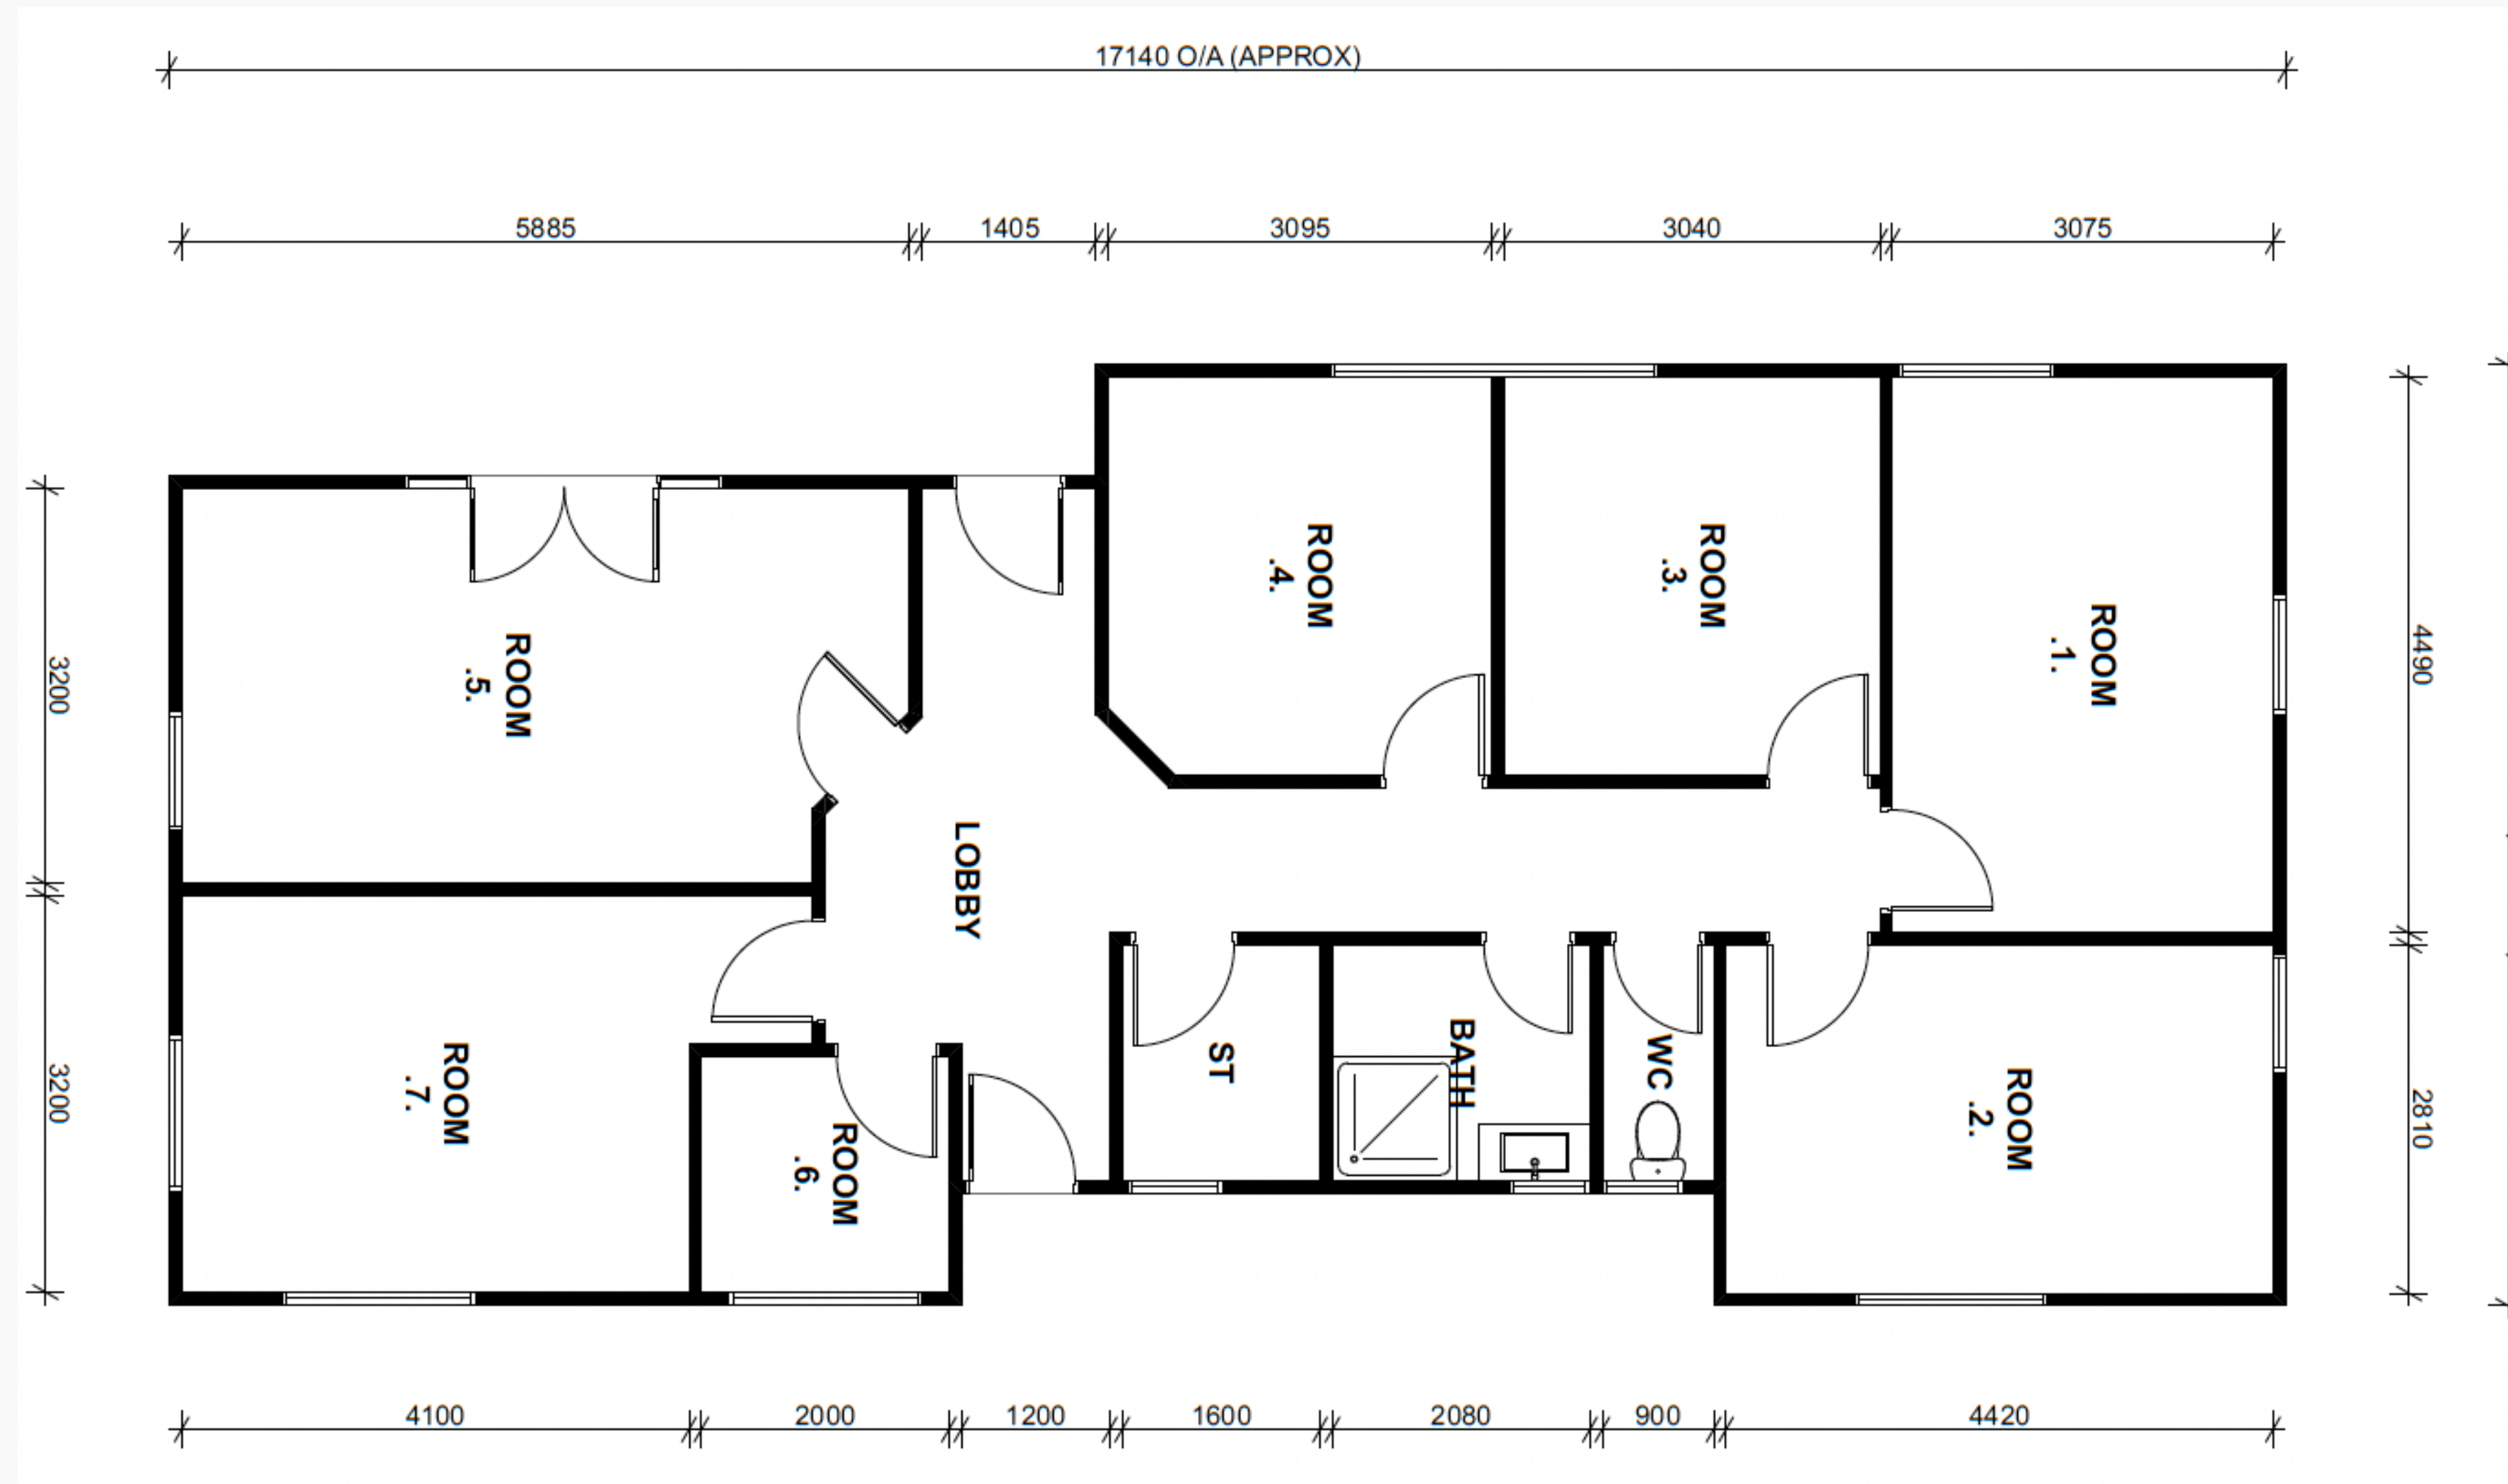 17140 O/A (APPROX)
5885
1405
3095
3040
3075
ROOM
.4.
ROOM
.3.
ROOM
.1.
4490
3200
ROOM
.5.
LOBBY
3200
ROOM
.7.
ROOM
.6.
ST
BATH
WC
ROOM
.2.
2810
4100
2000
1200
1600
2080
900
4420